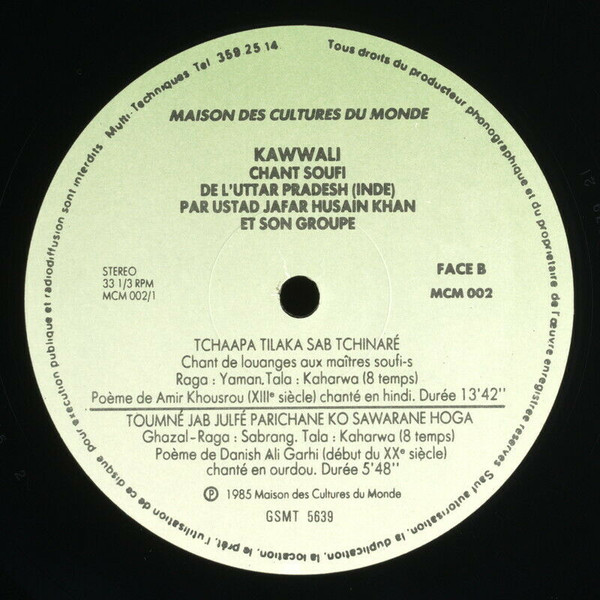 MAISON DES CULTURES DU MONDE
KAWWALI
CHANT SOUFI
DE L'UTTAR PRADESH (INDE)
PAR USTAD JAFAR HUSAIN KHAN
ET SON GROUPE
STEREO
33 1/3 RPM
MCM 002/1
FACE B
MCM 002
TCHAAPA TILAKA SAB TCHINARÉ
Chant de louanges aux maîtres soufi-s
Raga : Yaman. Tala : Kaharwa (8 temps)
Poème de Amir Khousrou (XIIIe siècle) chanté en hindi. Durée 13'42''
TOUMNÉ JAB JULFÉ PARICHANE KO SAWARANE HOGA
Ghazal-Raga : Sabrang. Tala : Kaharwa (8 temps)
Poème de Danish Ali Garhi (début du XXe siècle)
chanté en ourdou. Durée 5'48''
℗ 1985 Maison des Cultures du Monde
GSMT 5639
Tous droits du producteur phonographique et du propriétaire de l'œuvre enregistrée réservés. Sauf autorisation, la duplication, la location, le prêt, l'utilisation de ce disque pour exécution publique et radiodiffusion sont interdits Multi-Techniques Tel 359 25 14